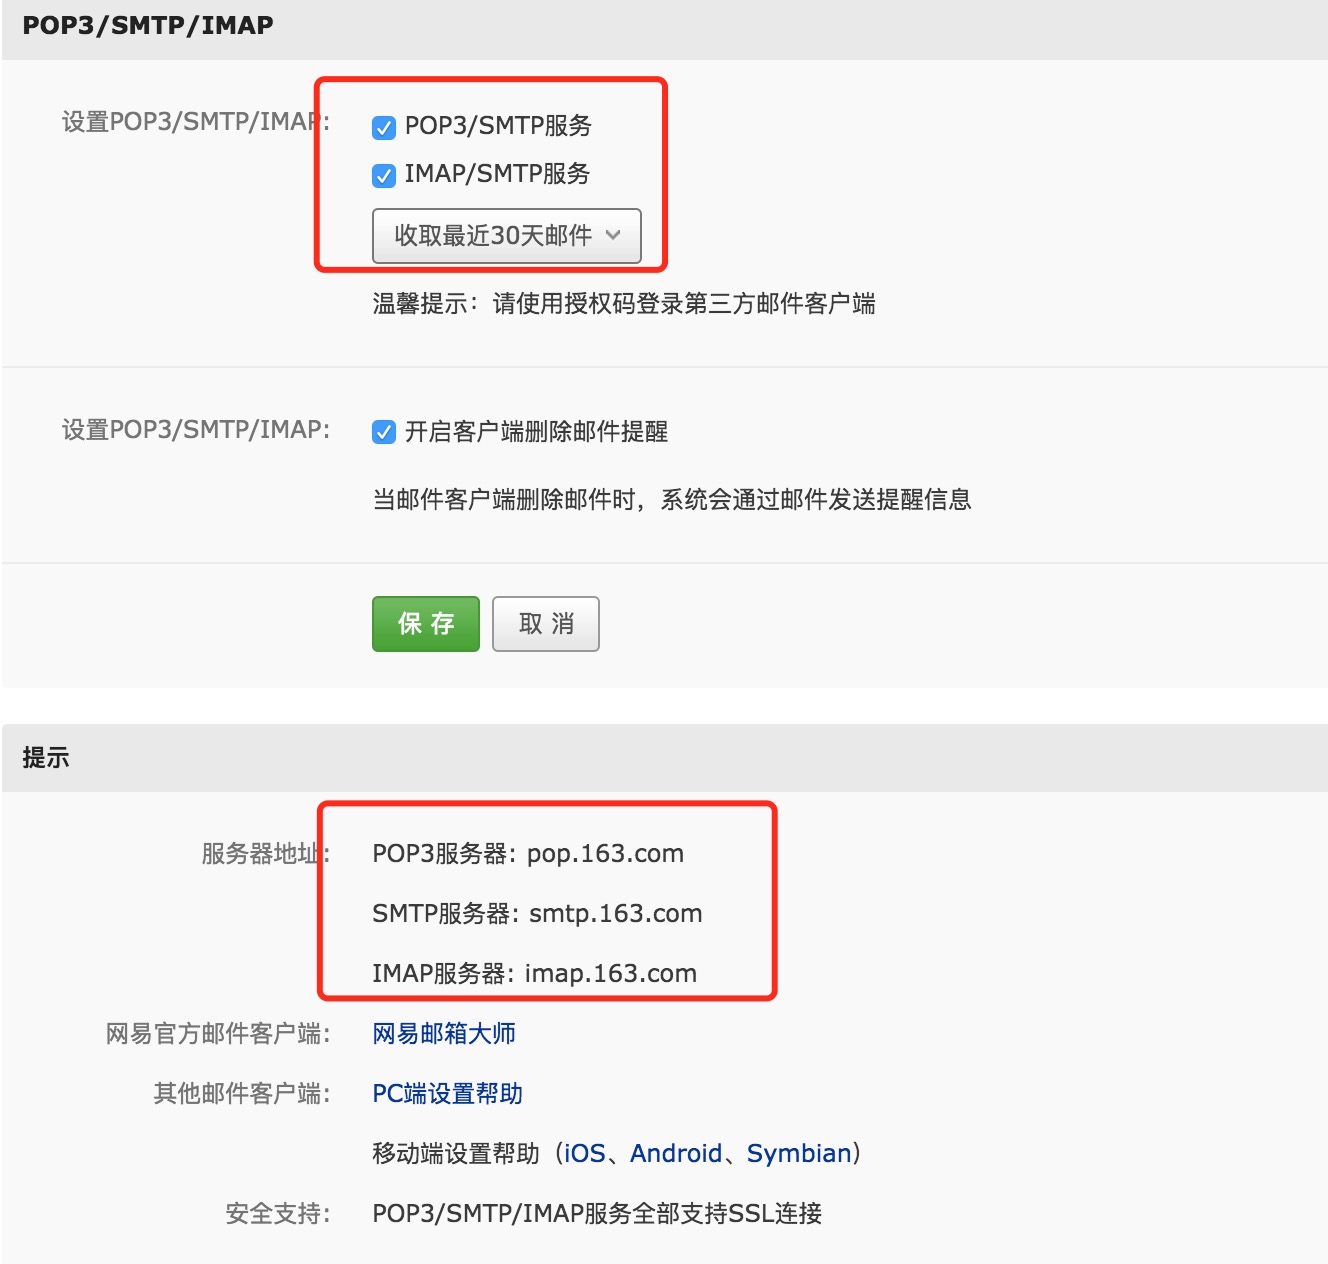 POP3/SMTP/IMAP
设置POP3/SMTP/IMAP:
POP3/SMTP服务
IMAP/SMTP服务
收取最近30天邮件
温馨提示：请使用授权码登录第三方邮件客户端
设置POP3/SMTP/IMAP:
开启客户端删除邮件提醒
当邮件客户端删除邮件时，系统会通过邮件发送提醒信息
保 存
取 消
提示
服务器地址:
POP3服务器: pop.163.com
SMTP服务器: smtp.163.com
IMAP服务器: imap.163.com
网易官方邮件客户端:
网易邮箱大师
其他邮件客户端:
PC端设置帮助
移动端设置帮助（iOS、Android、Symbian）
安全支持:
POP3/SMTP/IMAP服务全部支持SSL连接